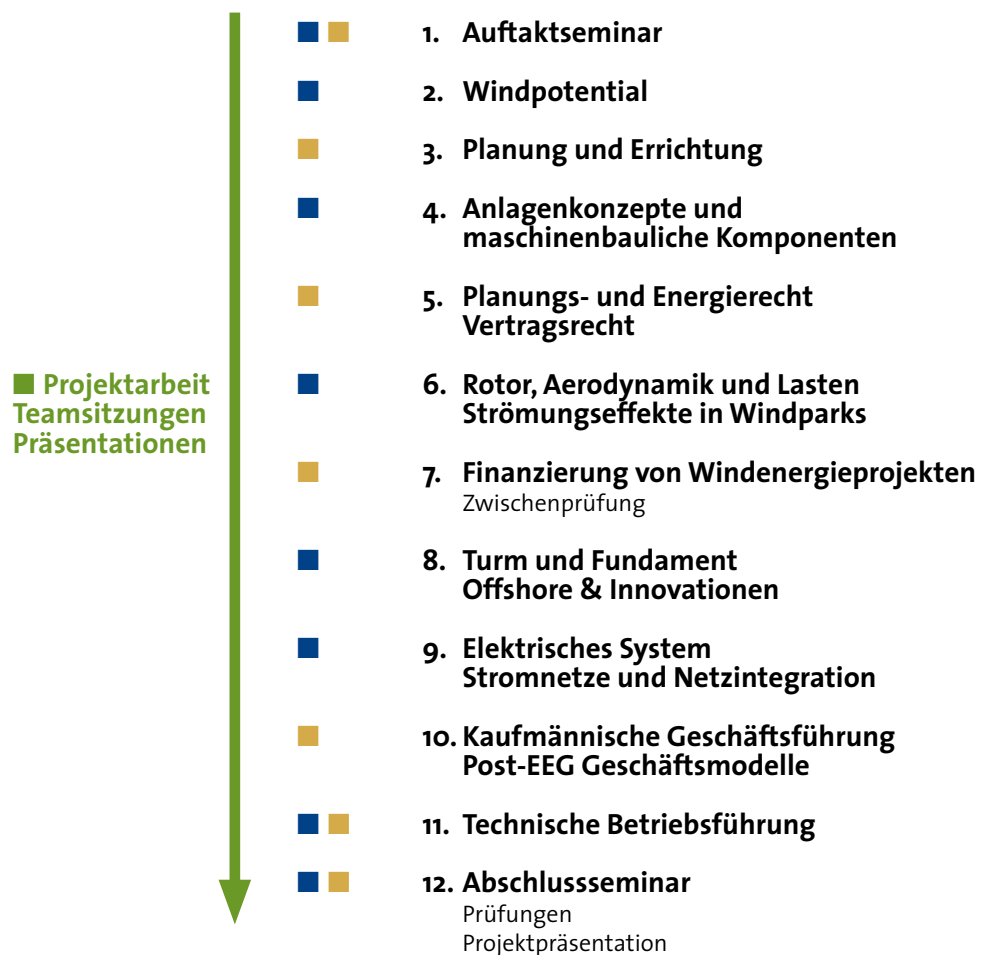 1. Auftaktseminar
2. Windpotential
3. Planung und Errichtung
4. Anlagenkonzepte und
maschinenbauliche Komponenten
5. Planungs- und Energierecht
Vertragsrecht
Projektarbeit
Teamsitzungen
Präsentationen
6. Rotor, Aerodynamik und Lasten
Strömungseffekte in Windparks
7. Finanzierung von Windenergieprojekten
Zwischenprüfung
8. Turm und Fundament
Offshore & Innovationen
9. Elektrisches System
Stromnetze und Netzintegration
10. Kaufmännische Geschäftsführung
Post-EEG Geschäftsmodelle
11. Technische Betriebsführung
12. Abschlussseminar
Prüfungen
Projektpräsentation